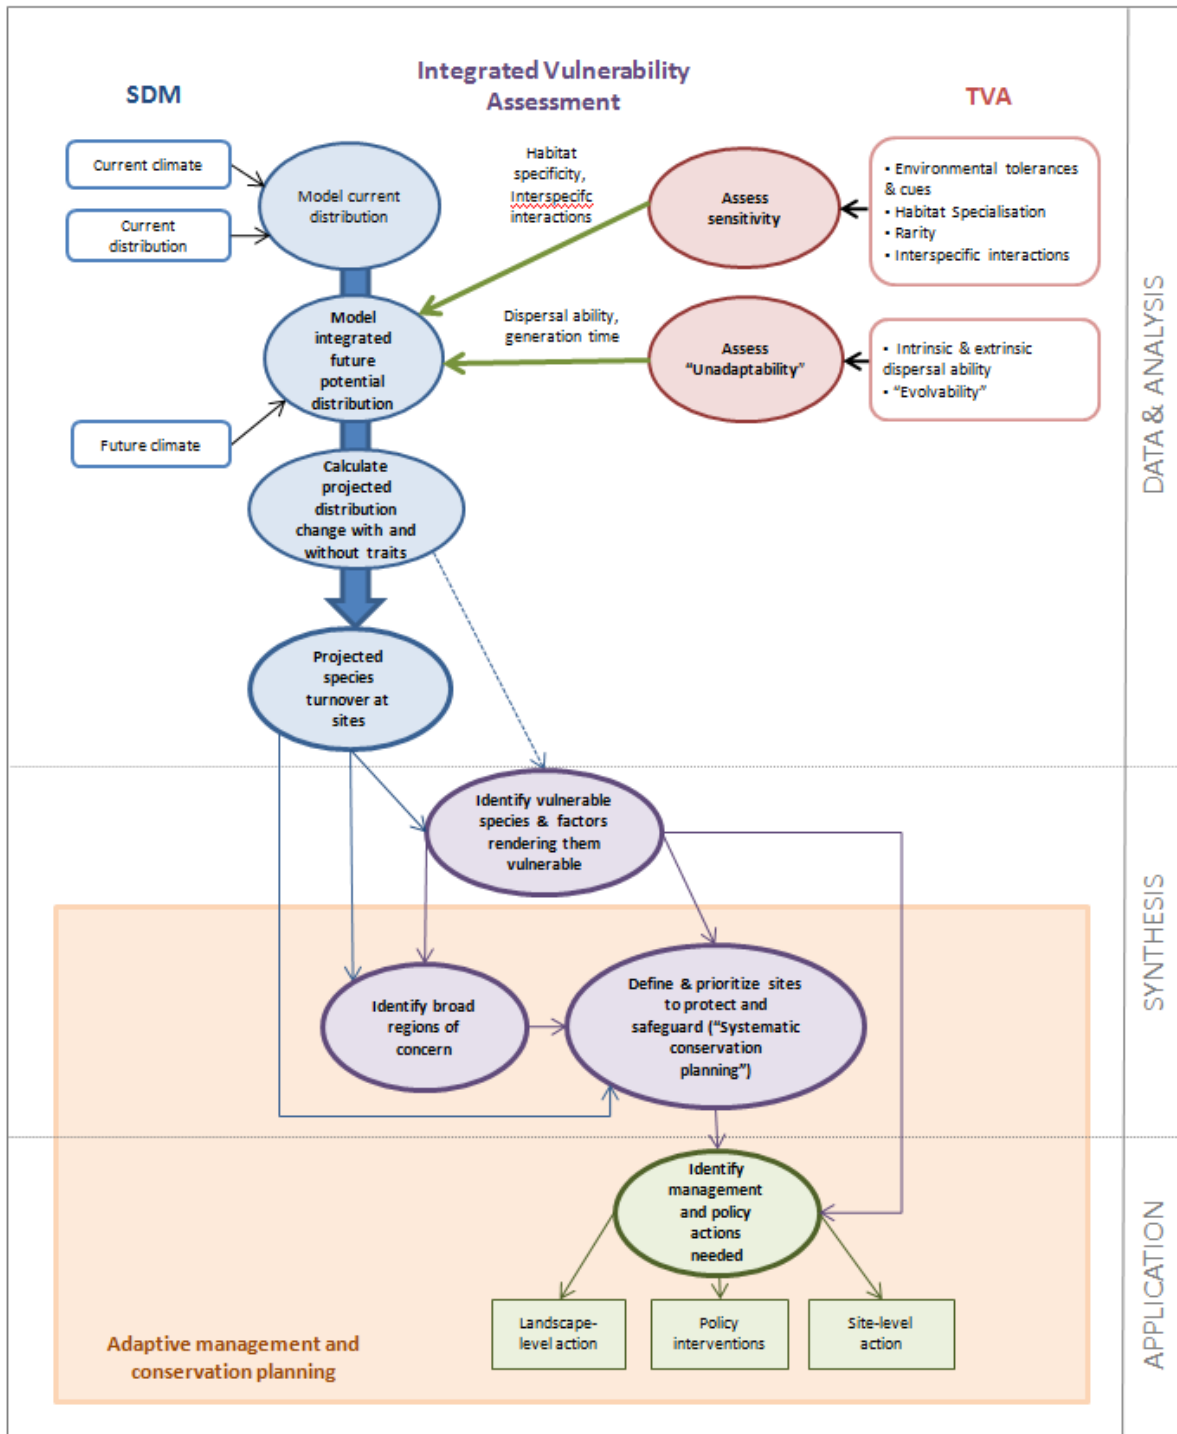 Integrated Vulnerability
Assessment
SDM
TVA
Current climate
Current
distribution
Model current
distribution
Habitat
specificity,
Interspecifc
interactions
Assess
sensitivity
▪ Environmental tolerances
& cues
▪ Habitat Specialisation
▪ Rarity
▪ Interspecific interactions
Model
integrated
future
potential
distribution
Dispersal ability,
generation time
Assess
“Unadaptability”
▪ Intrinsic & extrinsic
dispersal ability
▪ “Evolvability”
Future climate
Calculate
projected
distribution
change with and
without traits
Projected
species
turnover at
sites
DATA & ANALYSIS
Identify vulnerable
species & factors
rendering them
vulnerable
Identify broad
regions of
concern
Define & prioritize sites
to protect and
safeguard (“Systematic
conservation
planning”)
SYNTHESIS
Identify
management
and policy
actions
needed
Landscape-
level action
Policy
interventions
Site-level
action
Adaptive management and
conservation planning
APPLICATION